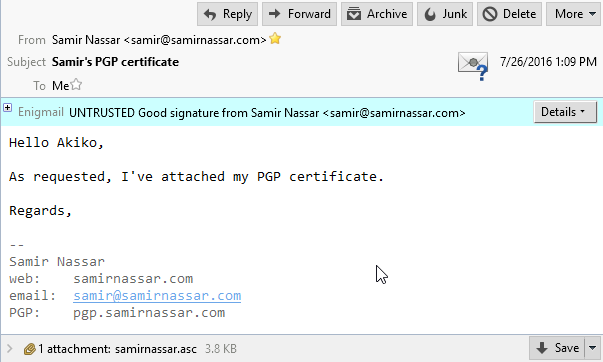 Reply Forward Archive Junk Delete More
From Samir Nassar <samir@samirnassar.com>
Subject Samir's PGP certificate 7/26/2016 1:09 PM
To Me
Enigmail UNTRUSTED Good signature from Samir Nassar <samir@samirnassar.com> Details
Hello Akiko,
As requested, I've attached my PGP certificate.
Regards,
--
Samir Nassar
web: samirnassar.com
email: samir@samirnassar.com
PGP: pgp.samirnassar.com
1 attachment: samirnassar.asc 3.8 KB Save